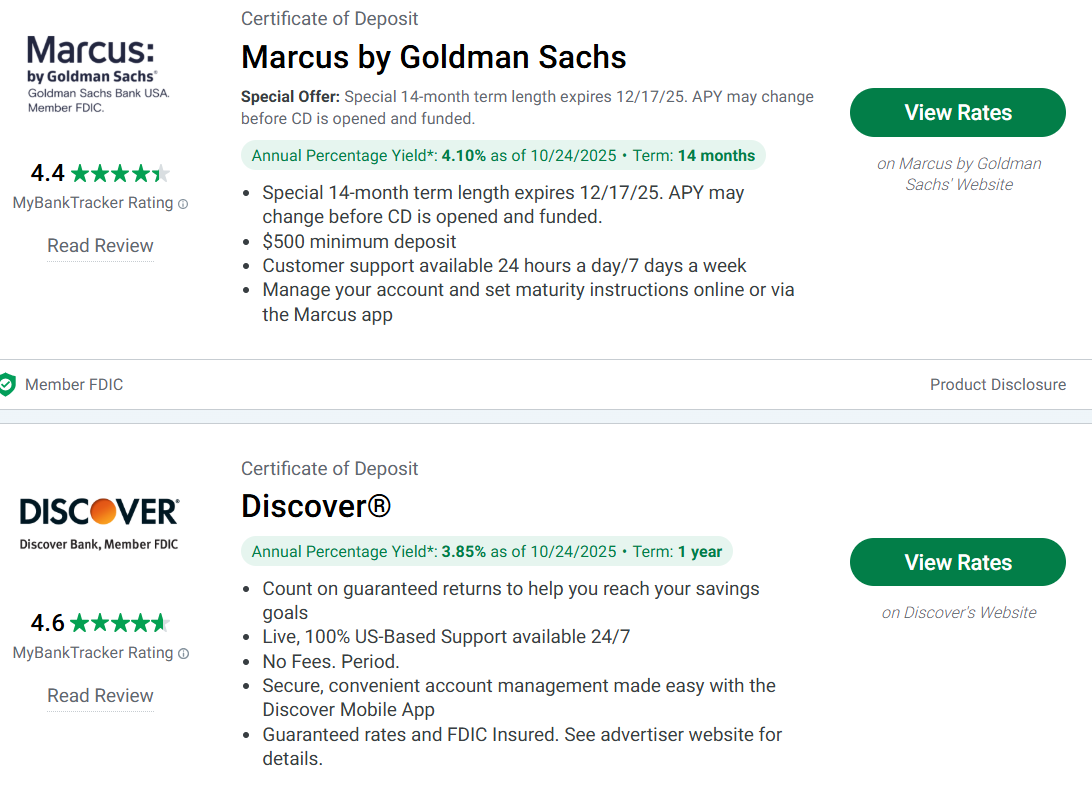 Certificate of Deposit
Marcus:
by Goldman Sachs®
Goldman Sachs Bank USA.
Member FDIC.
Marcus by Goldman Sachs
Special Offer: Special 14-month term length expires 12/17/25. APY may change
before CD is opened and funded.
View Rates
on Marcus by Goldman
Sachs' Website
Annual Percentage Yield*: 4.10% as of 10/24/2025 • Term: 14 months
4.4
MyBankTracker Rating
Read Review
• Special 14-month term length expires 12/17/25. APY may
change before CD is opened and funded.
• $500 minimum deposit
• Customer support available 24 hours a day/7 days a week
• Manage your account and set maturity instructions online or via
the Marcus app
Member FDIC
Product Disclosure
Certificate of Deposit
DISCOVER®
Discover Bank, Member FDIC
Discover®
Annual Percentage Yield*: 3.85% as of 10/24/2025 • Term: 1 year
View Rates
on Discover's Website
4.6
MyBankTracker Rating
Read Review
• Count on guaranteed returns to help you reach your savings
goals
• Live, 100% US-Based Support available 24/7
• No Fees. Period.
• Secure, convenient account management made easy with the
Discover Mobile App
• Guaranteed rates and FDIC Insured. See advertiser website for
details.